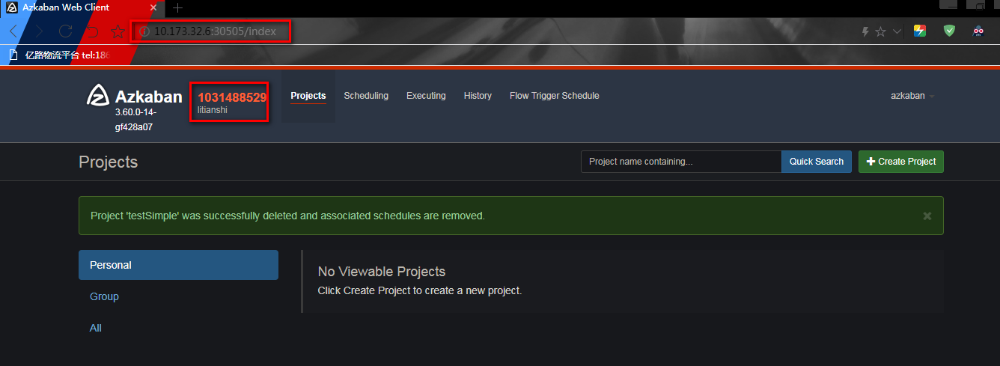 Azkaban Web Client
10.173.32.6:30505/index
亿路物流平台 tel:186
Azkaban
3.60.0-14-
gf428a07
1031488529
litianshi
Projects
Scheduling
Executing
History
Flow Trigger Schedule
azkaban
Projects
Project name containing...
Quick Search
Create Project
Project 'testSimple' was successfully deleted and associated schedules are removed.
Personal
Group
All
No Viewable Projects
Click Create Project to create a new project.